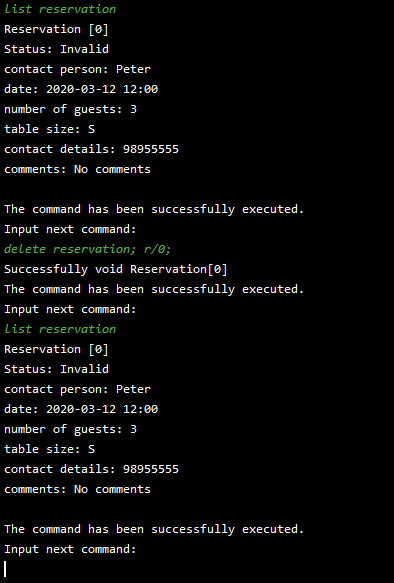 list reservation
Reservation [0]
Status: Invalid
contact person: Peter
date: 2020-03-12 12:00
number of guests: 3
table size: S
contact details: 98955555
comments: No comments

The command has been successfully executed.
Input next command:
delete reservation; r/0;
Successfully void Reservation[0]
The command has been successfully executed.
Input next command:
list reservation
Reservation [0]
Status: Invalid
contact person: Peter
date: 2020-03-12 12:00
number of guests: 3
table size: S
contact details: 98955555
comments: No comments

The command has been successfully executed.
Input next command: